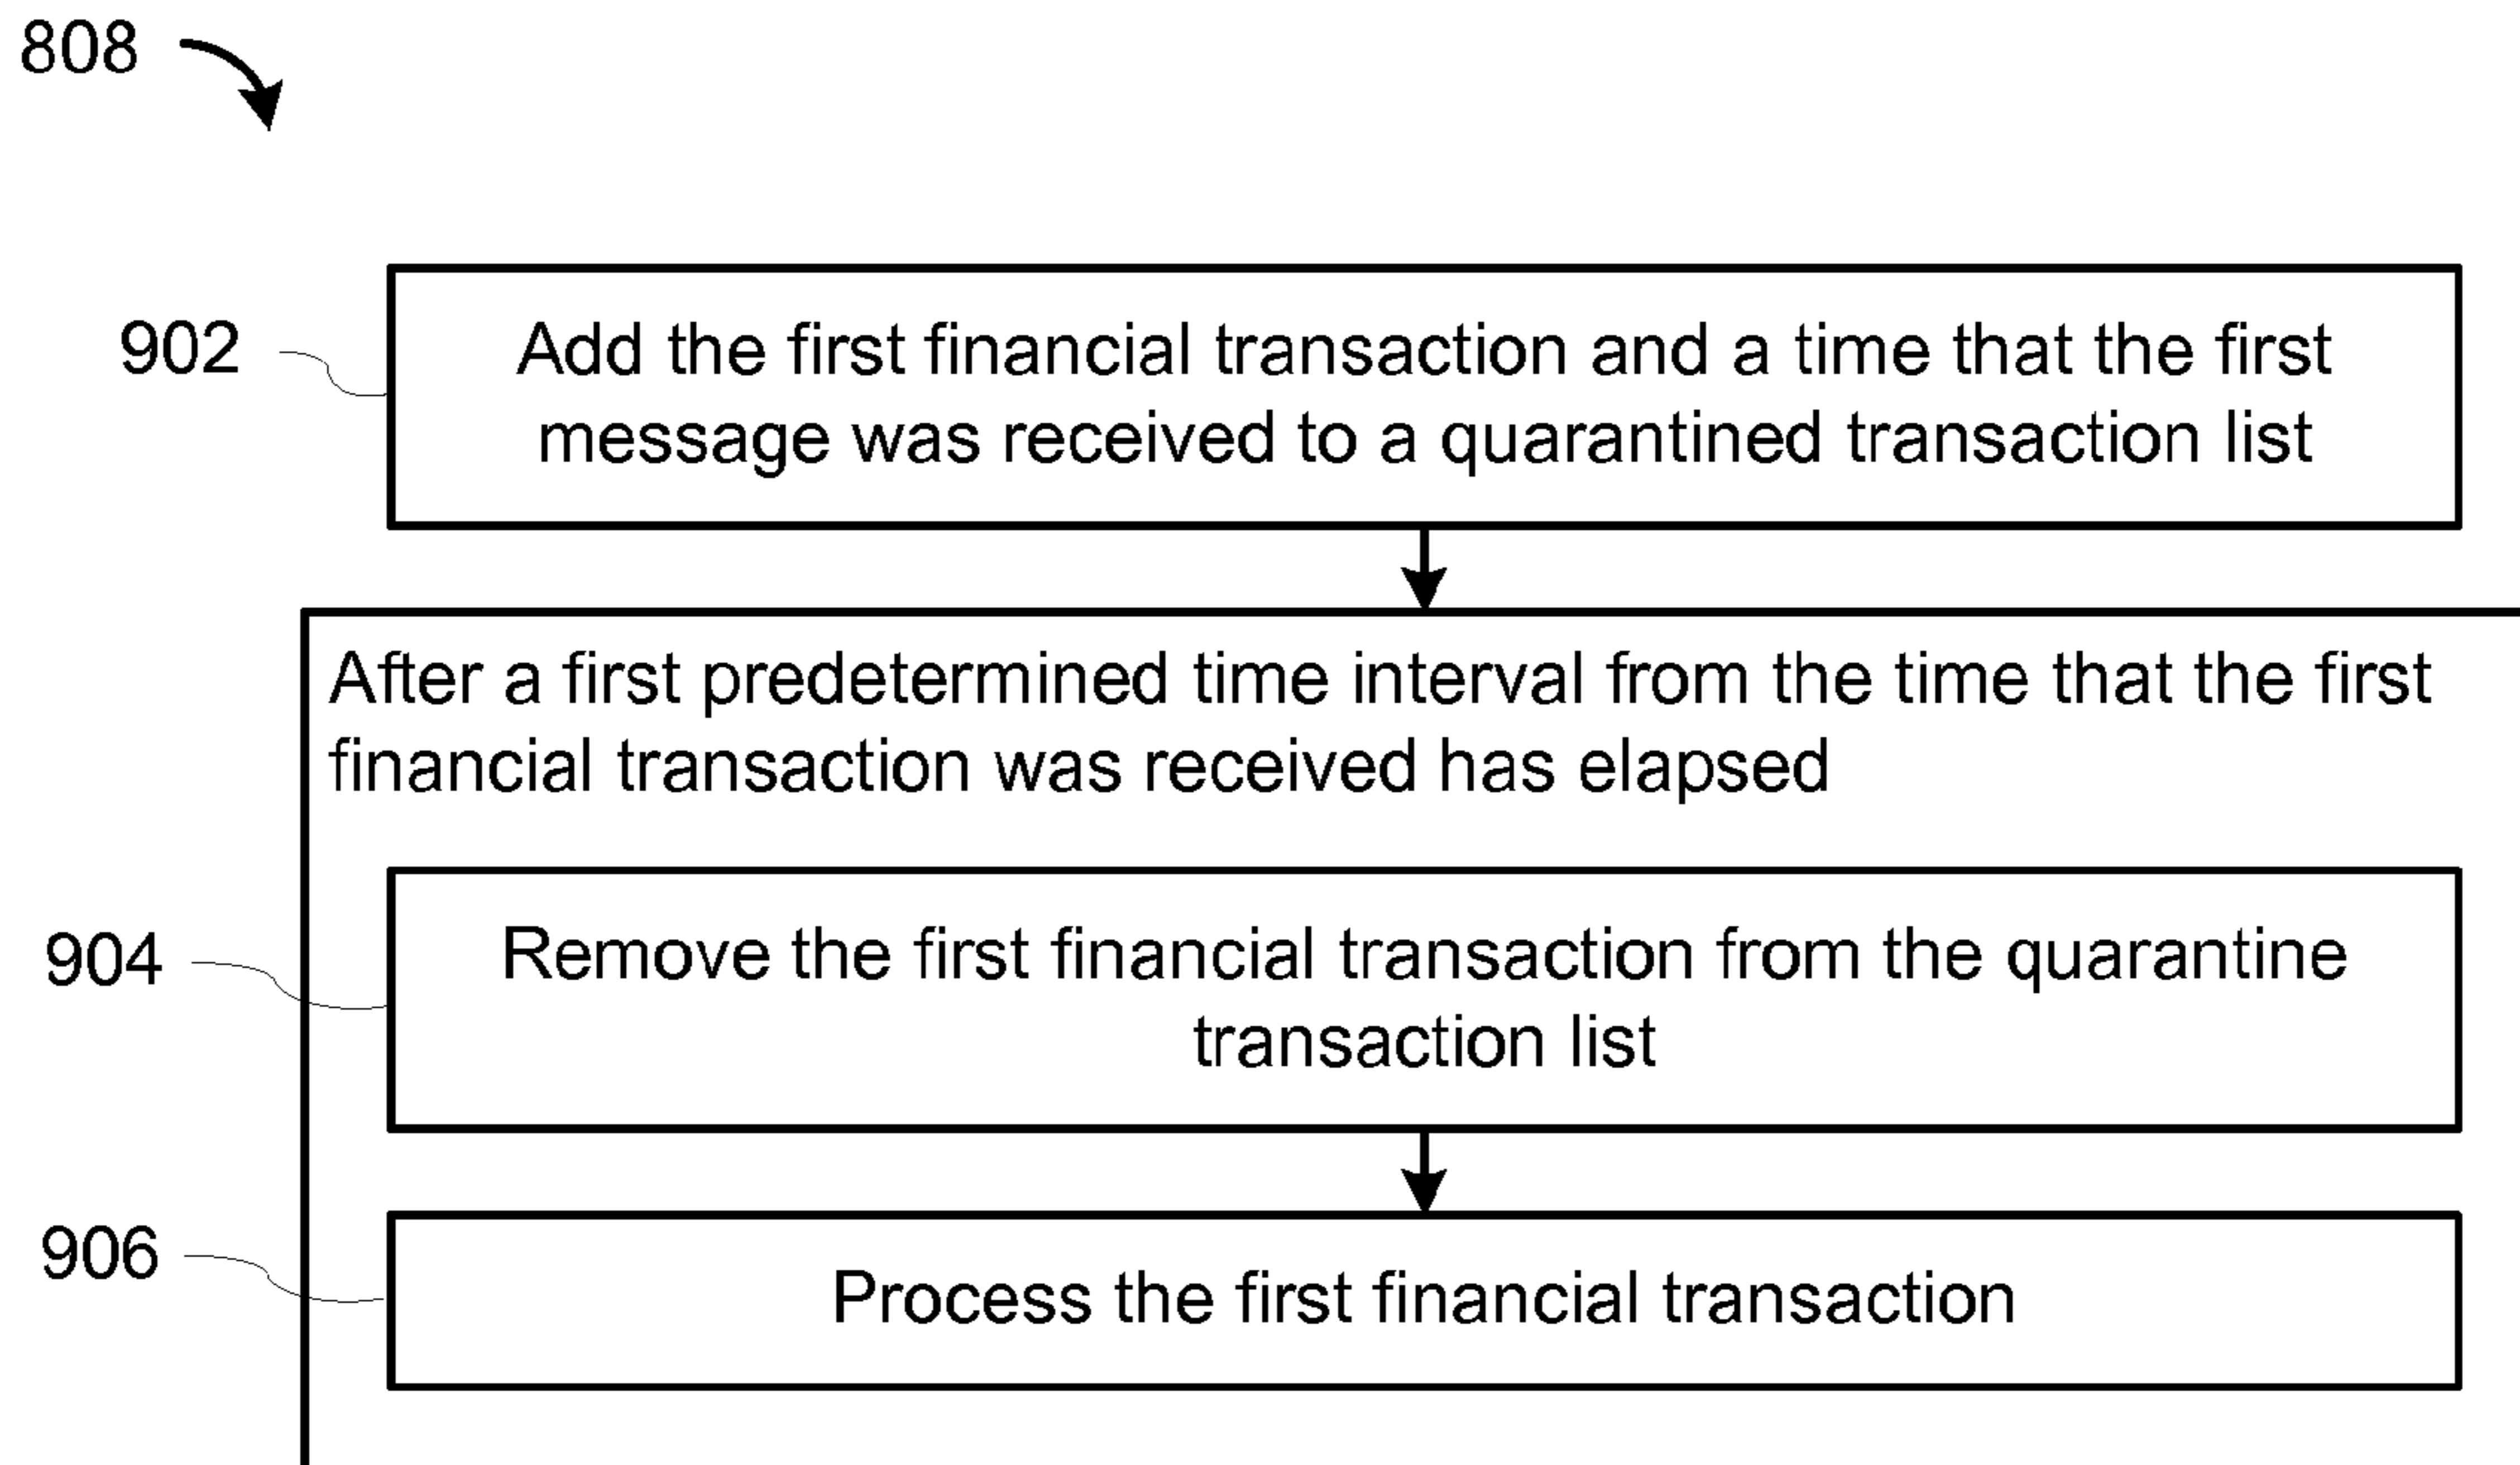 808
902
Add the first financial transaction and a time that the first
message was received to a quarantined transaction list
After a first predetermined time interval from the time that the first
financial transaction was received has elapsed
904
Remove the first financial transaction from the quarantine
transaction list
906
Process the first financial transaction